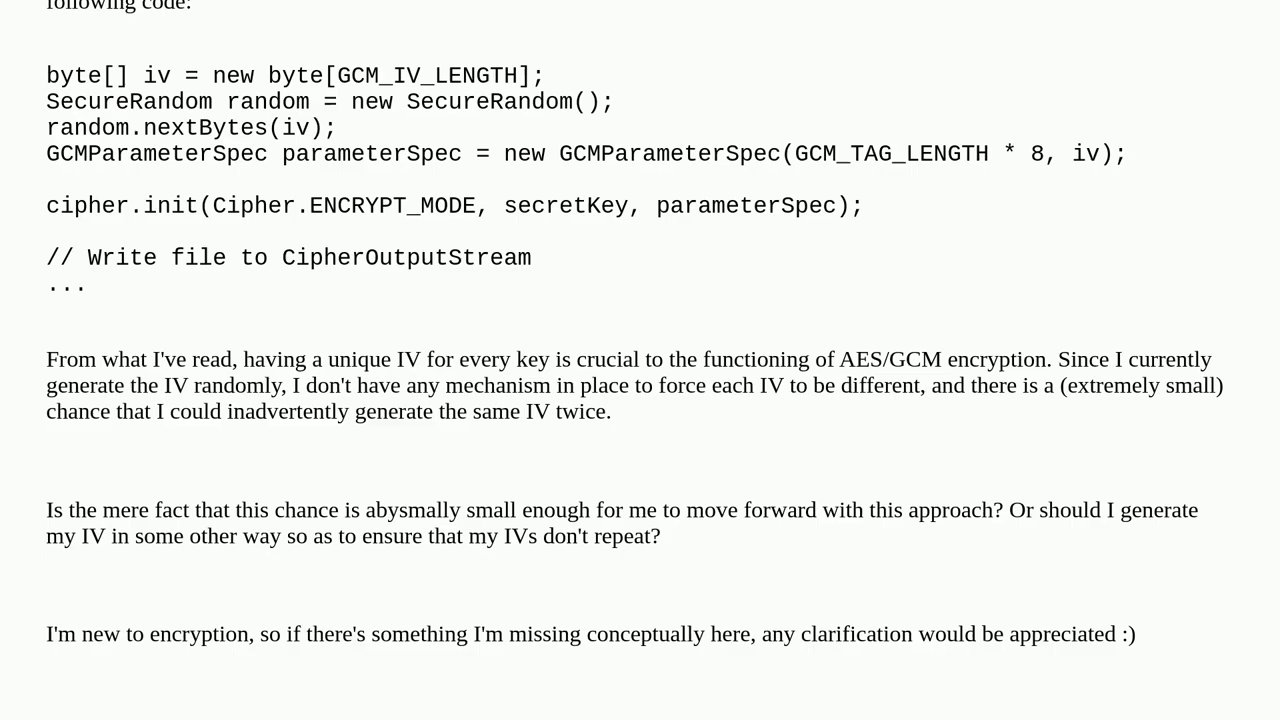 following code:
byte[] iv = new byte[GCM_IV_LENGTH];
SecureRandom random = new SecureRandom();
random.nextBytes(iv);
GCMParameterSpec parameterSpec = new GCMParameterSpec(GCM_TAG_LENGTH * 8, iv);
cipher.init(Cipher.ENCRYPT_MODE, secretKey, parameterSpec);
// Write file to CipherOutputStream
...
From what I've read, having a unique IV for every key is crucial to the functioning of AES/GCM encryption. Since I currently
generate the IV randomly, I don't have any mechanism in place to force each IV to be different, and there is a (extremely small)
chance that I could inadvertently generate the same IV twice.
Is the mere fact that this chance is abysmally small enough for me to move forward with this approach? Or should I generate
my IV in some other way so as to ensure that my IVs don't repeat?
I'm new to encryption, so if there's something I'm missing conceptually here, any clarification would be appreciated :)